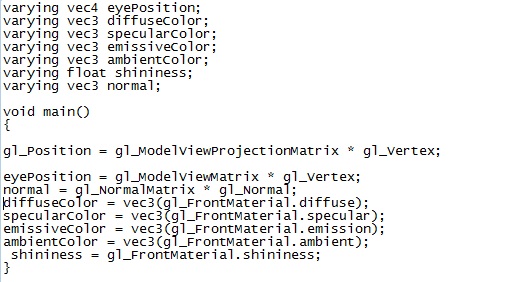 varying vec4 eyePosition;
varying vec3 diffuseColor;
varying vec3 specularColor;
varying vec3 emissiveColor;
varying vec3 ambientColor;
varying float shininess;
varying vec3 normal;

void main()
{

gl_Position = gl_ModelViewProjectionMatrix * gl_Vertex;

eyePosition = gl_ModelViewMatrix * gl_Vertex;
normal = gl_NormalMatrix * gl_Normal;
diffuseColor = vec3(gl_FrontMaterial.diffuse);
specularColor = vec3(gl_FrontMaterial.specular);
emissiveColor = vec3(gl_FrontMaterial.emission);
ambientColor = vec3(gl_FrontMaterial.ambient);
 shininess = gl_FrontMaterial.shininess;
}